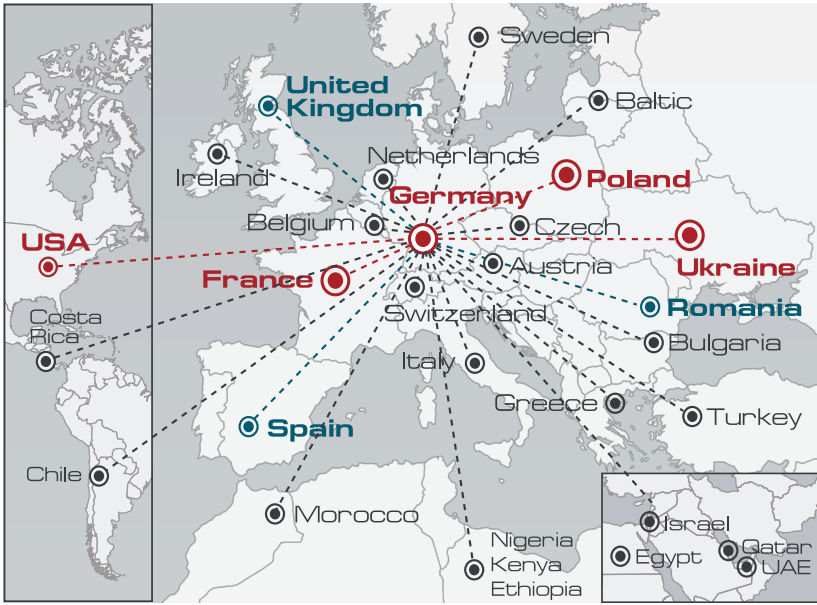 Sweden
United
Kingdom
Baltic
Netherlands
Ireland
Germany
Poland
Belgium
Czech
USA
Ukraine
Austria
France
Switzerland
Romania
Costa
Rica
Bulgaria
Italy
Greece
Turkey
Spain
Chile
Morocco
Israel
Nigeria
Kenya
Ethiopia
Egypt
Qatar
UAE